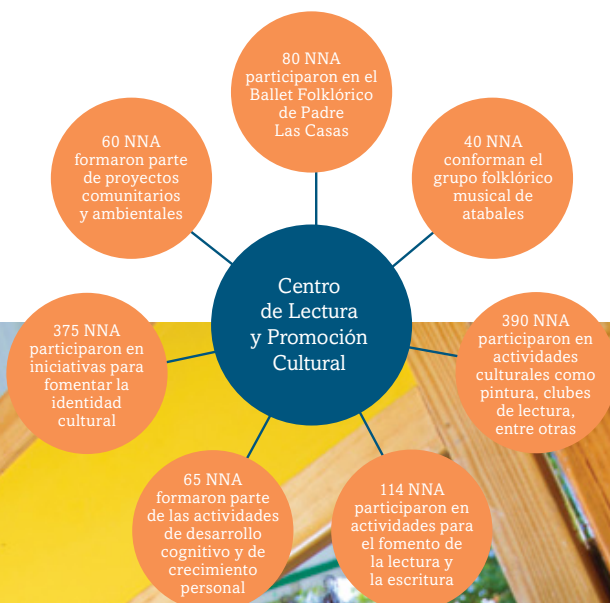 80 NNA
participaron en el
Ballet Folklórico
de Padre
Las Casas
60 NNA
formaron parte
de proyectos
comunitarios
y ambientales
40 NNA
conforman el
grupo folklórico
musical de
atabales
Centro
de Lectura
y Promoción
Cultural
375 NNA
participaron en
iniciativas para
fomentar la
identidad
cultural
390 NNA
participaron en
actividades
culturales como
pintura, clubes
de lectura,
entre otras
65 NNA
formaron parte
de las actividades
de desarrollo
cognitivo y de
crecimiento
personal
114 NNA
participaron en
actividades para
el fomento de
la lectura y
la escritura